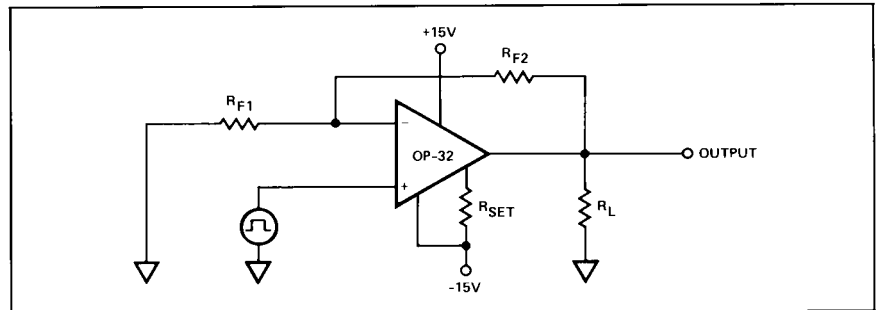 +15V
RF2
RF1
−
OP-32
OUTPUT
+
RSET
RL
-15V